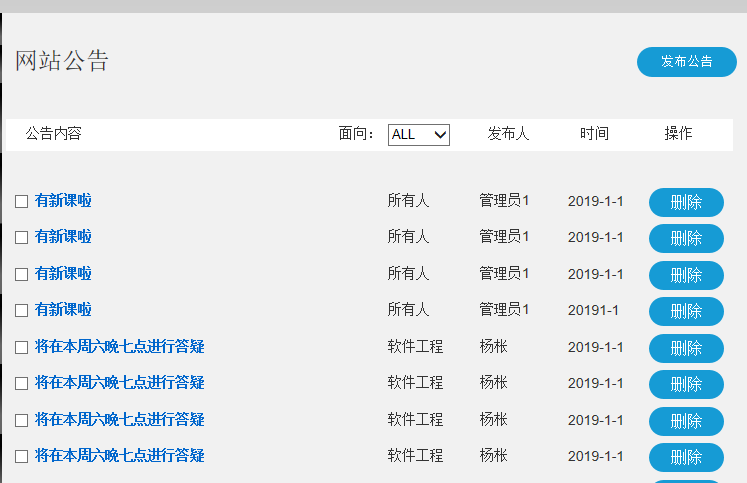 网站公告 发布公告
公告内容 面向： ALL 发布人 时间 操作
有新课啦 所有人 管理员1 2019-1-1 删除
有新课啦 所有人 管理员1 2019-1-1 删除
有新课啦 所有人 管理员1 2019-1-1 删除
有新课啦 所有人 管理员1 20191-1 删除
将在本周六晚七点进行答疑 软件工程 杨枨 2019-1-1 删除
将在本周六晚七点进行答疑 软件工程 杨枨 2019-1-1 删除
将在本周六晚七点进行答疑 软件工程 杨枨 2019-1-1 删除
将在本周六晚七点进行答疑 软件工程 杨枨 2019-1-1 删除